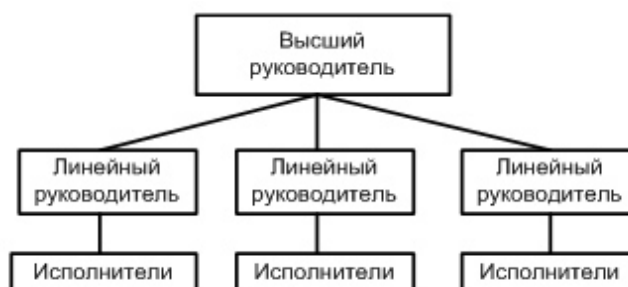 Высший
руководитель
Линейный
руководитель
Линейный
руководитель
Линейный
руководитель
Исполнители
Исполнители
Исполнители